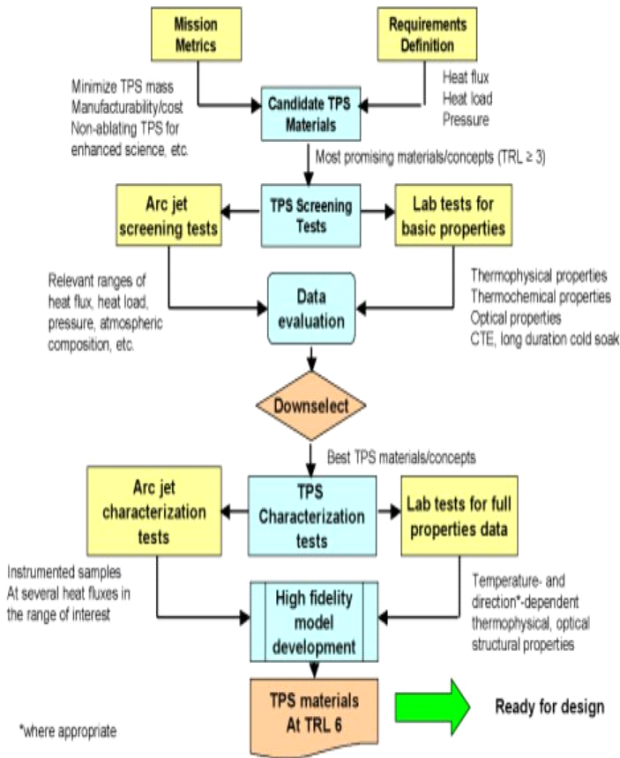 Mission
Metrics
Requirements
Definition
Minimize TPS mass
Manufacturability/cost
Non-ablating TPS for
enhanced science, etc.
Candidate TPS
Materials
Heat flux
Heat load
Pressure
Most promising materials/concepts (TRL ≥ 3)
Arc jet
screening tests
TPS Screening
Tests
Lab tests for
basic properties
Relevant ranges of
heat flux, heat load,
pressure, atmospheric
composition, etc.
Data
evaluation
Thermophysical properties
Thermochemical properties
Optical properties
CTE, long duration cold soak
Downselect
Best TPS materials/concepts
Arc jet
characterization
tests
TPS
Characterization
tests
Lab tests for full
properties data
Instrumented samples
At several heat fluxes in
the range of interest
High fidelity
model
development
Temperature- and
direction*-dependent
thermophysical, optical
structural properties
TPS materials
At TRL 6
Ready for design
*where appropriate